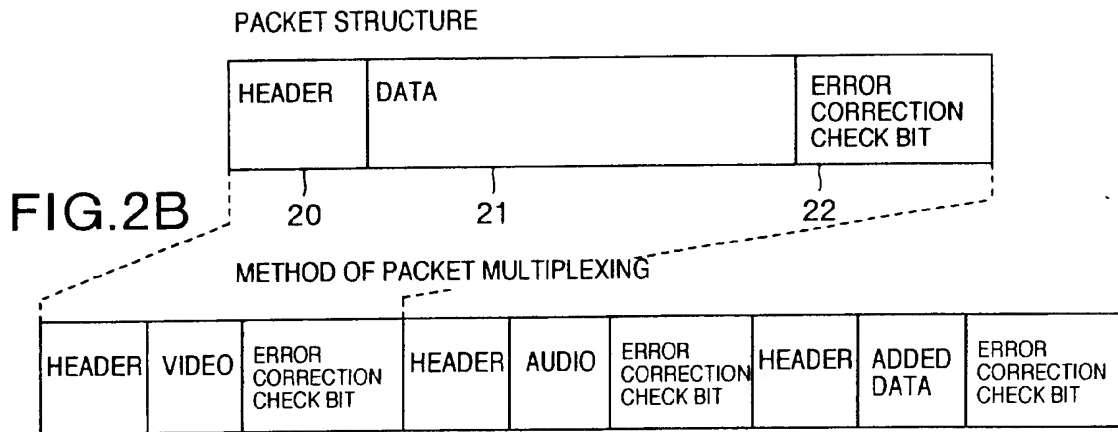 PACKET STRUCTURE
HEADER DATA ERROR
CORRECTION
CHECK BIT
FIG.2B 20 21 22
METHOD OF PACKET MULTIPLEXING
HEADER VIDEO ERROR
CORRECTION
CHECK BIT
HEADER AUDIO ERROR
CORRECTION
CHECK BIT
HEADER ADDED
DATA
ERROR
CORRECTION
CHECK BIT